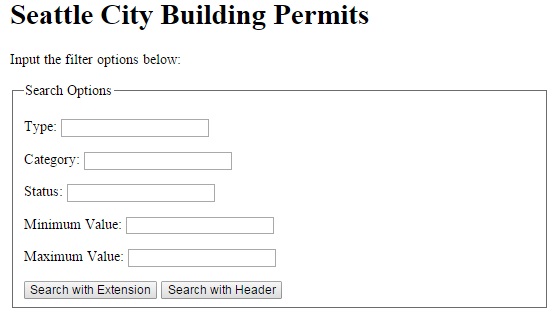 Seattle City Building Permits
Input the filter options below:
Search Options
Type:
Category:
Status:
Minimum Value:
Maximum Value:
Search with Extension Search with Header